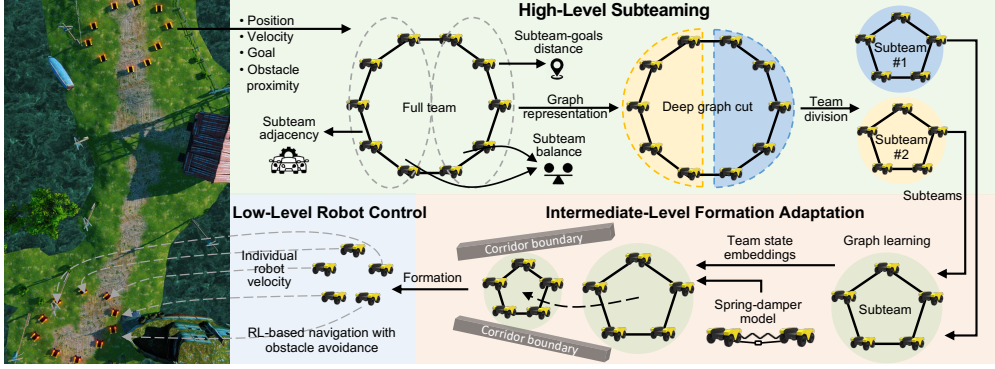 High-Level Subteaming
• Position
• Velocity
• Goal
• Obstacle
proximity
Subteam
adjacency
Full team
Subteam-goals
distance
Graph
representation
Subteam
balance
Deep graph cut
Team
division
Subteam
#1
Subteam
#2
Subteams
Low-Level Robot Control
Individual
robot
velocity
RL-based navigation with
obstacle avoidance
Formation
Intermediate-Level Formation Adaptation
Corridor boundary
Corridor boundary
Team state
embeddings
Spring-damper
model
Graph learning
Subteam